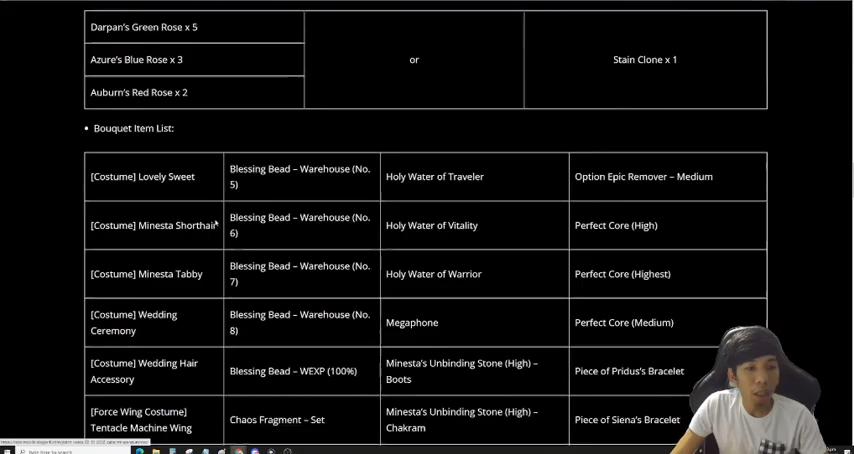 Darpan's Green Rose x 5
Azure's Blue Rose x 3
or
Stain Clone x 1
Auburn's Red Rose x 2
• Bouquet Item List:
[Costume] Lovely Sweet
Blessing Bead – Warehouse (No.
5)
Holy Water of Traveler
Option Epic Remover – Medium
[Costume] Minesta Shorthair
Blessing Bead – Warehouse (No.
6)
Holy Water of Vitality
Perfect Core (High)
[Costume] Minesta Tabby
Blessing Bead – Warehouse (No.
7)
Holy Water of Warrior
Perfect Core (Highest)
[Costume] Wedding
Ceremony
Blessing Bead – Warehouse (No.
8)
Megaphone
Perfect Core (Medium)
[Costume] Wedding Hair
Accessory
Blessing Bead – WEXP (100%)
Minesta's Unbinding Stone (High) –
Boots
Piece of Pridus's Bracelet
[Force Wing Costume]
Tentacle Machine Wing
Chaos Fragment – Set
Minesta's Unbinding Stone (High) –
Chakram
Piece of Siena's Bracelet
Type here to search